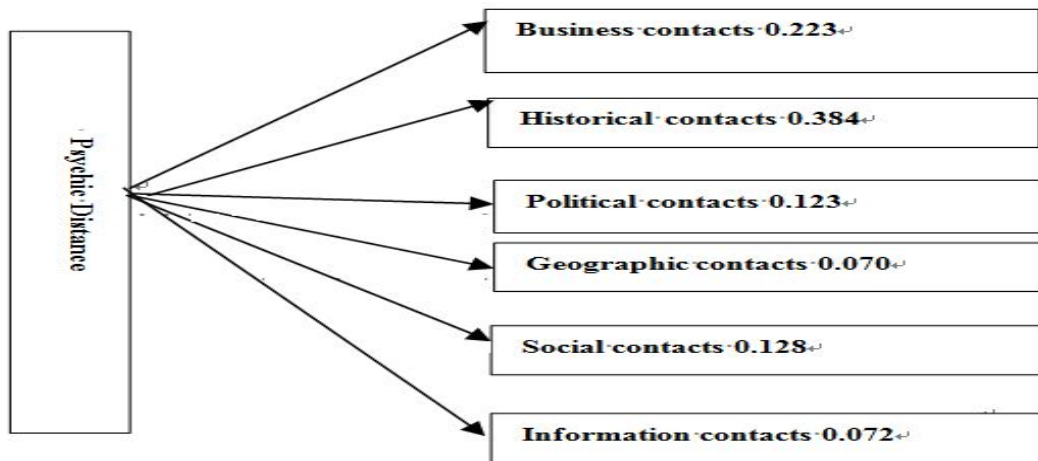 Psychic Distance
Business contacts 0.223
Historical contacts 0.384
Political contacts 0.123
Geographic contacts 0.070
Social contacts 0.128
Information contacts 0.072